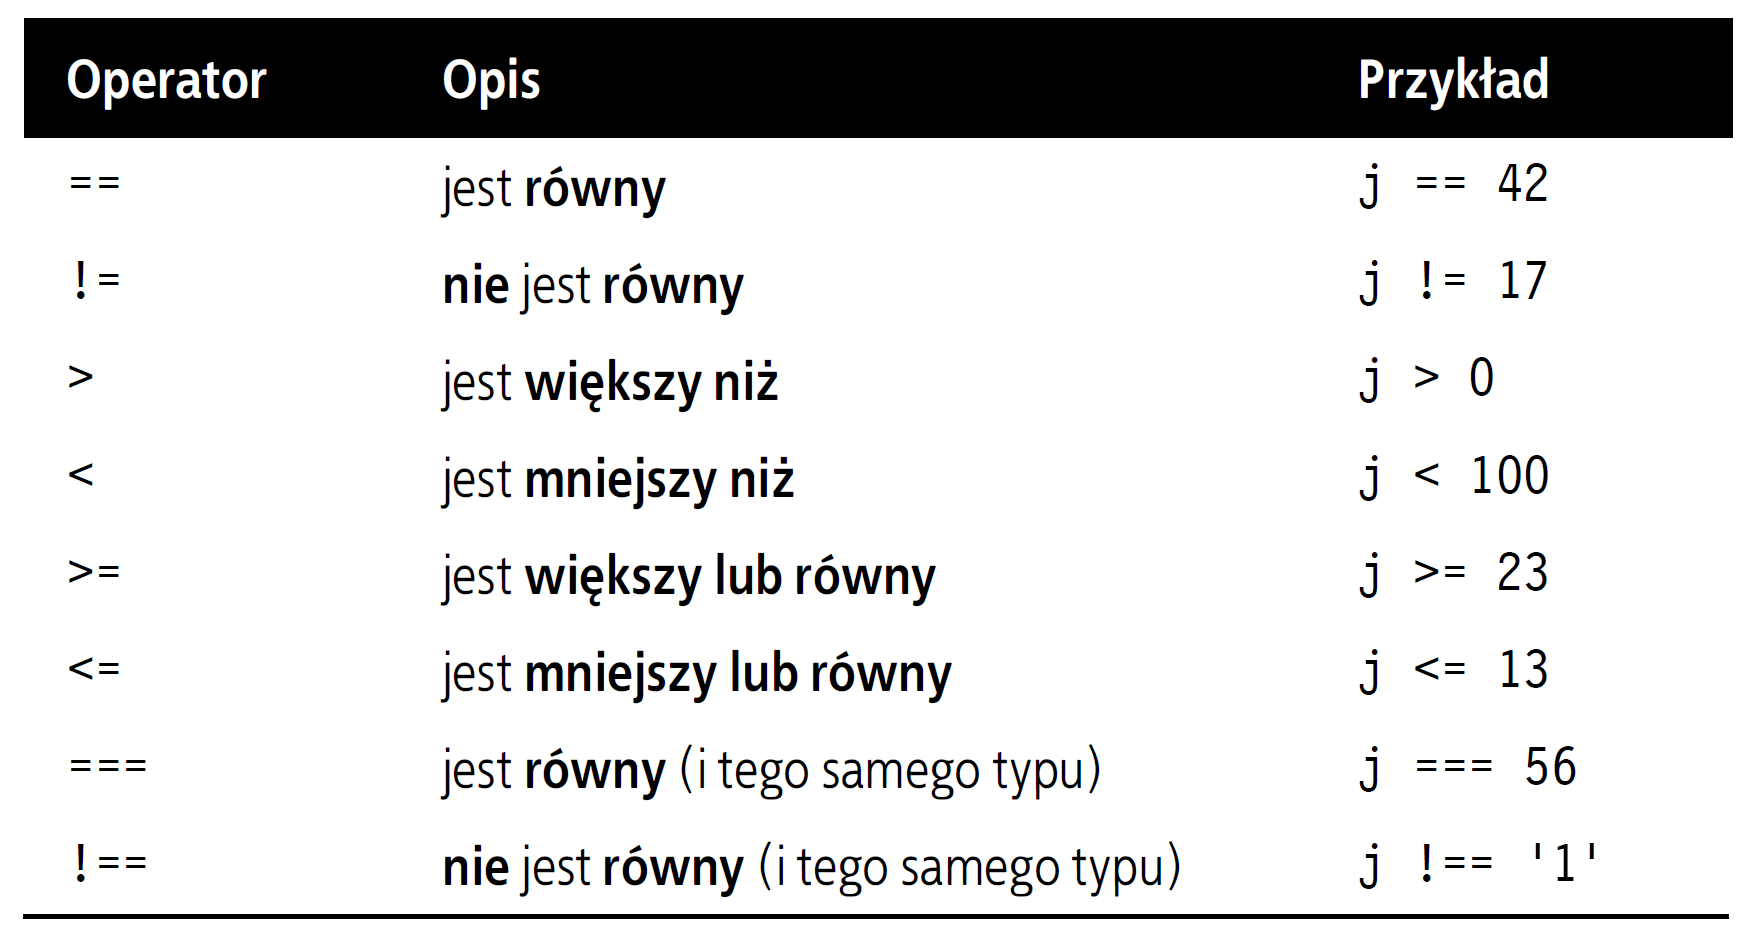 Operator Opis Przykład
== jest równy j == 42
!= nie jest równy j != 17
> jest większy niż j > 0
< jest mniejszy niż j < 100
>= jest większy lub równy j >= 23
<= jest mniejszy lub równy j <= 13
=== jest równy (i tego samego typu) j === 56
!== nie jest równy (i tego samego typu) j !== '1'